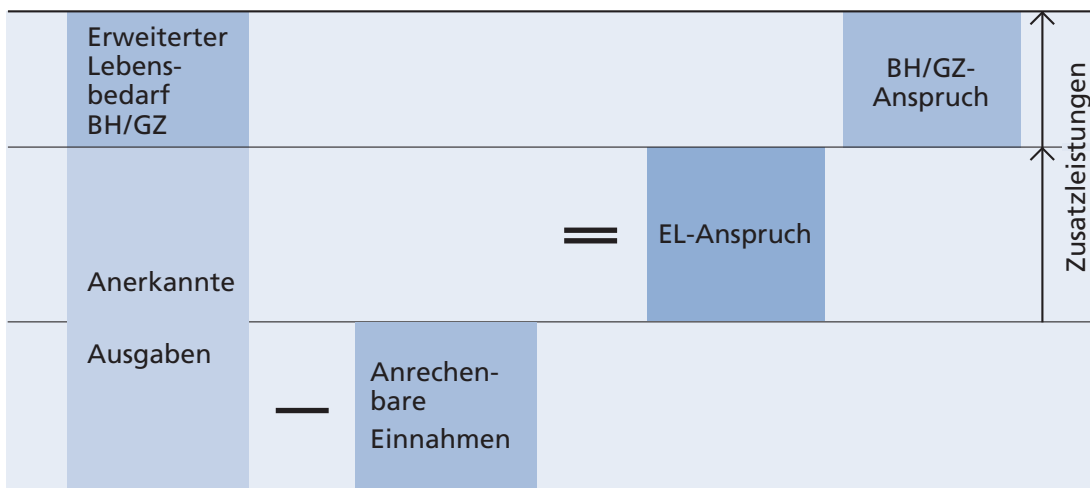 Erweiterter
Lebens-
bedarf
BH/GZ
BH/GZ-
Anspruch
Zusatzleistungen
Anerkannte
Ausgaben
=
EL-Anspruch
—
Anrechen-
bare
Einnahmen